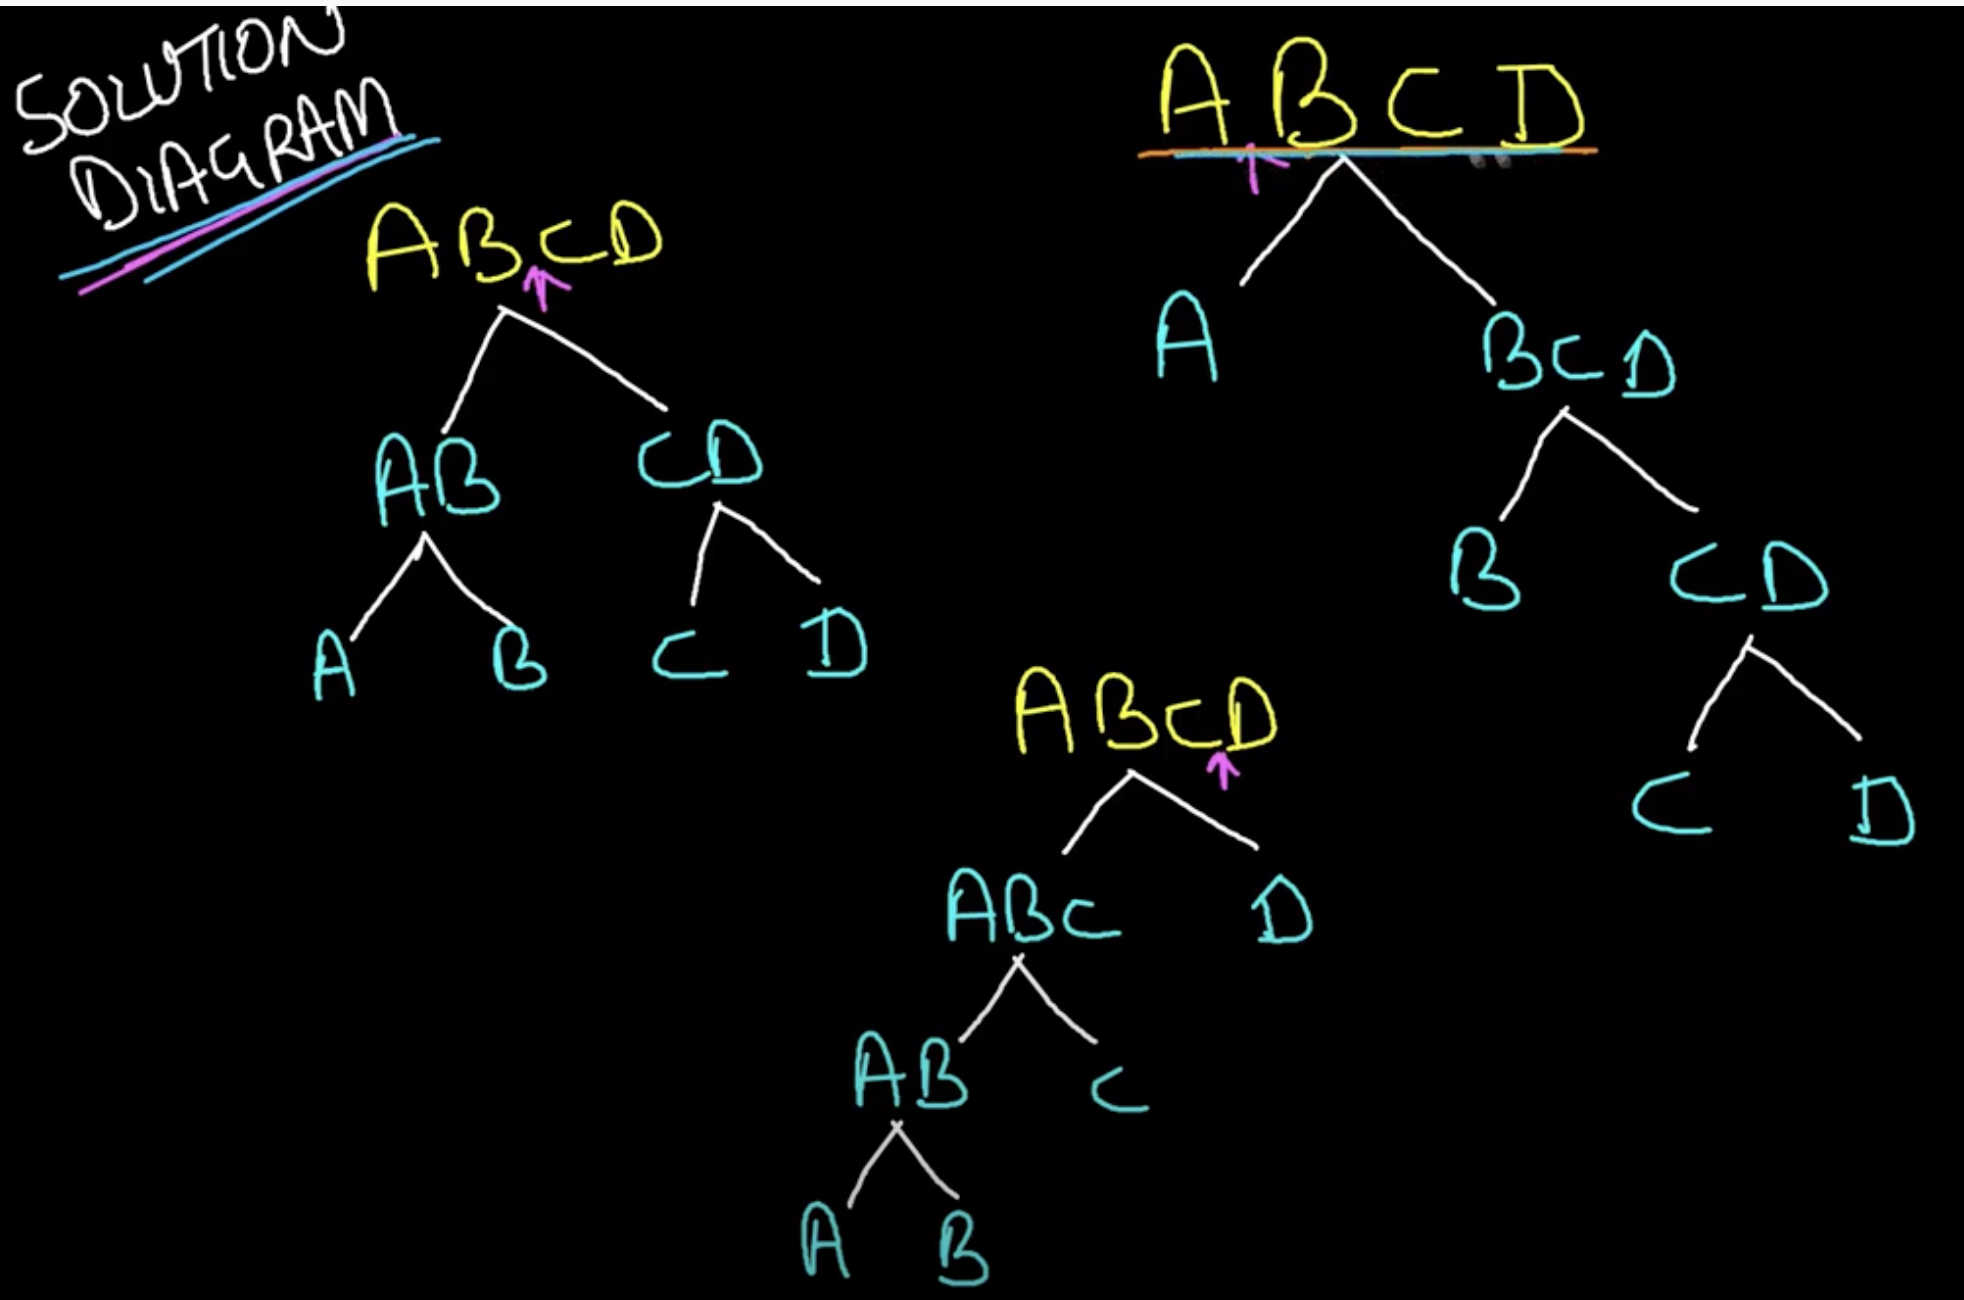 SOLUTION
DIAGRAM
ABCD
AB CD
A B C D
ABCD
A BCD
B CD
C D
ABCD
ABC D
AB C
A B